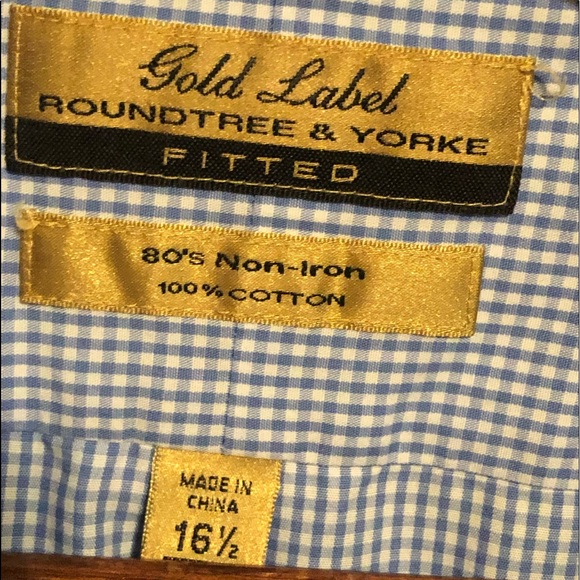 Gold Label
ROUNDTREE & YORKE
FITTED
80's Non-Iron
100% COTTON
MADE IN
CHINA
16½